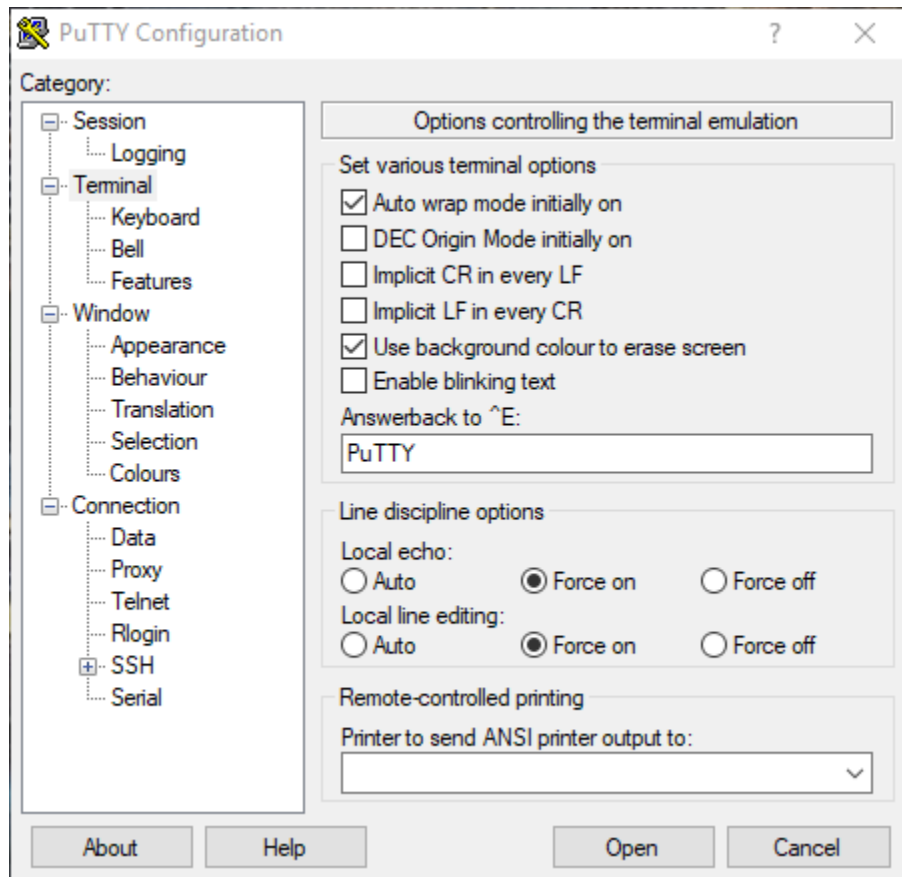 PuTTY Configuration
?
Category:
Session
Logging
Terminal
Keyboard
Bell
Features
Window
Appearance
Behaviour
Translation
Selection
Colours
Connection
Data
Proxy
Telnet
Rlogin
SSH
Serial
Options controlling the terminal emulation
Set various terminal options
Auto wrap mode initially on
DEC Origin Mode initially on
Implicit CR in every LF
Implicit LF in every CR
Use background colour to erase screen
Enable blinking text
Answerback to ^E:
PuTTY
Line discipline options
Local echo:
Auto Force on Force off
Local line editing:
Auto Force on Force off
Remote-controlled printing
Printer to send ANSI printer output to:
About Help Open Cancel